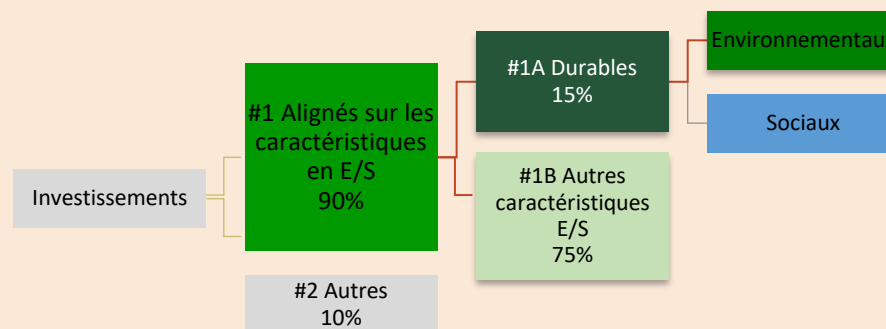 Investissements
#1 Alignés sur les
caractéristiques
en E/S
90%
#2 Autres
10%
#1A Durables
15%
#1B Autres
caractéristiques
E/S
75%
Environnementaux
Sociaux